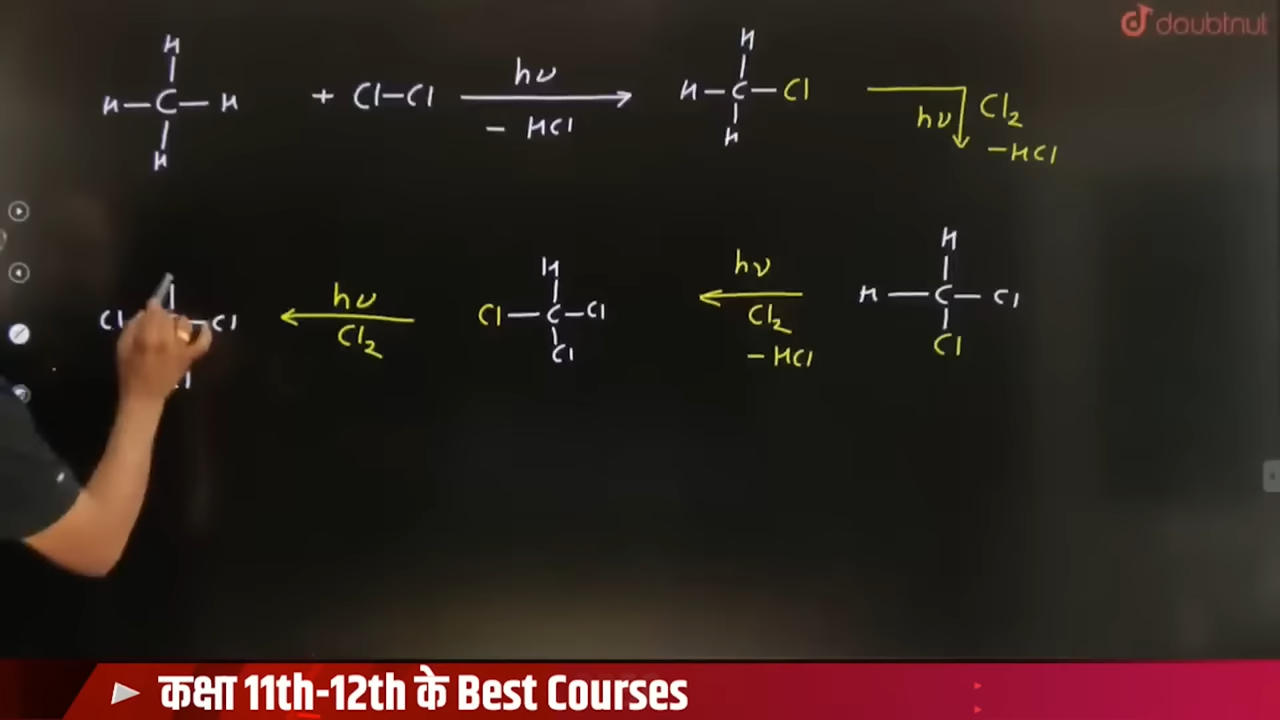 doubtnut
H
H–C–H + Cl–Cl hν – HCl H–C–Cl hν Cl₂ –HCl
H
H
H
H
Cl Cl hν Cl₂ Cl–C–Cl hν Cl₂ –HCl H–C–Cl
H
H
Cl
Cl
कक्षा 11th-12th के Best Courses